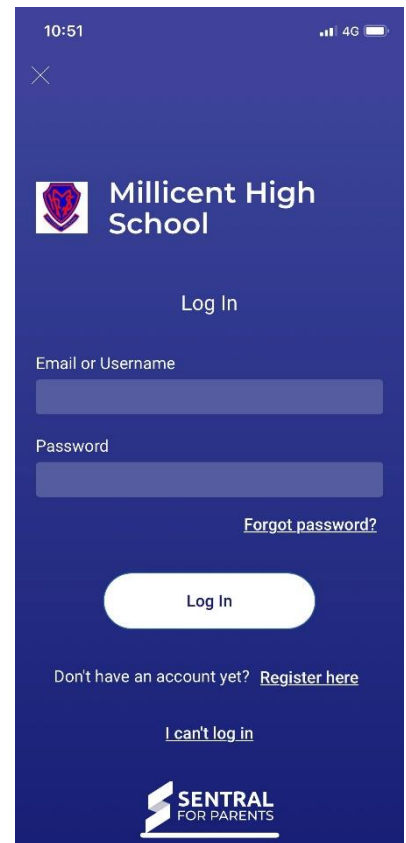 10:51
4G
Millicent High
School
Log In
Email or Username
Password
Forgot password?
Log In
Don't have an account yet? Register here
I can't log in
SENTRAL
FOR PARENTS